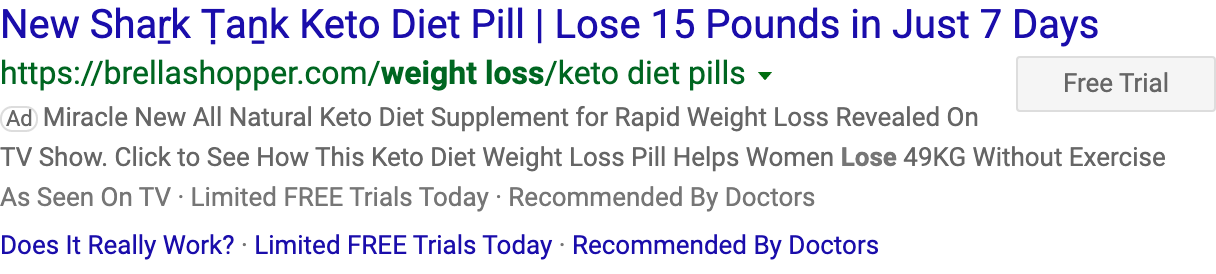 New Shaṟk Ṭaṉk Keto Diet Pill | Lose 15 Pounds in Just 7 Days
https://brellashopper.com/weight loss/keto diet pills
Free Trial
Ad Miracle New All Natural Keto Diet Supplement for Rapid Weight Loss Revealed On
TV Show. Click to See How This Keto Diet Weight Loss Pill Helps Women Lose 49KG Without Exercise
As Seen On TV · Limited FREE Trials Today · Recommended By Doctors
Does It Really Work? · Limited FREE Trials Today · Recommended By Doctors